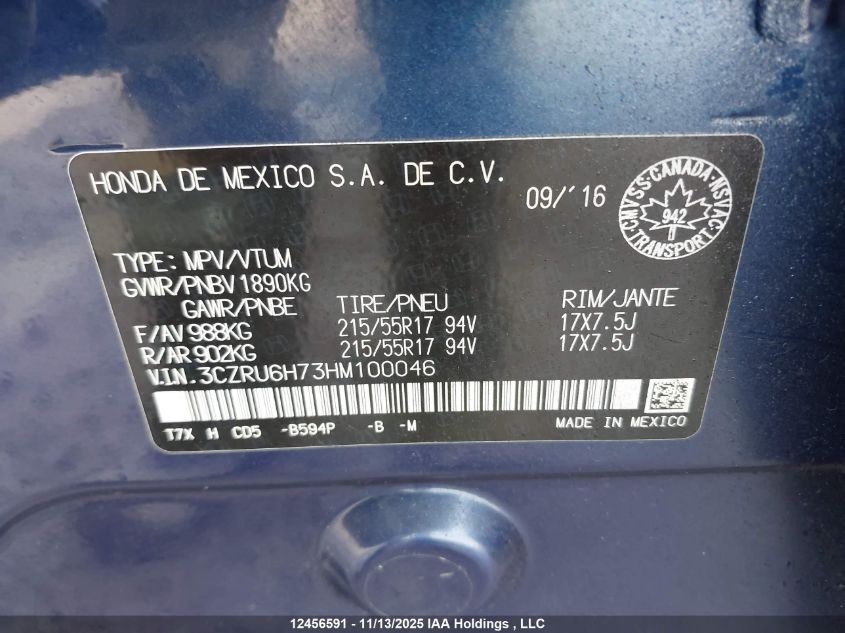 HONDA DE MEXICO S.A. DE C.V.
09/'16
CMVSS-CANADA-NSVAC
942
TRANSPORT
TYPE: MPV/VTUM
GVWR/PNBV 1890KG
GAWR/PNBE TIRE/PNEU RIM/JANTE
F/AV 988KG 215/55R17 94V 17X7.5J
R/AR 902KG 215/55R17 94V 17X7.5J
V.I.N. 3CZRU6H73HM100046
T7X H CD5 -B594P -B -M MADE IN MEXICO
12456591 - 11/13/2025 IAA Holdings , LLC